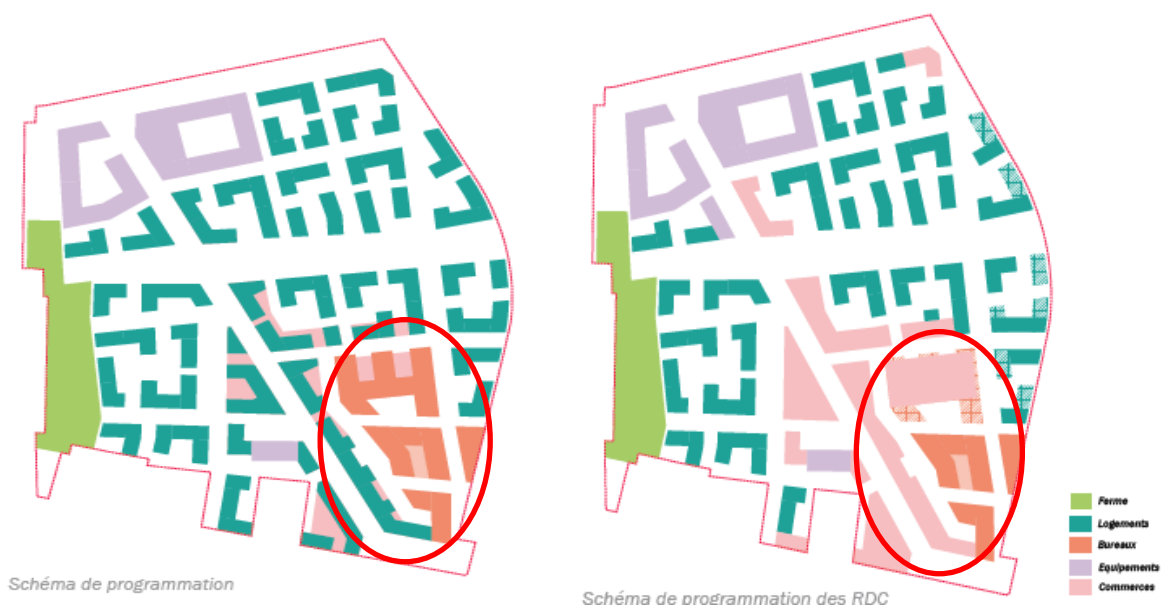 Ferme
Logements
Bureaux
Equipements
Commerces
Schéma de programmation
Schéma de programmation des RDC